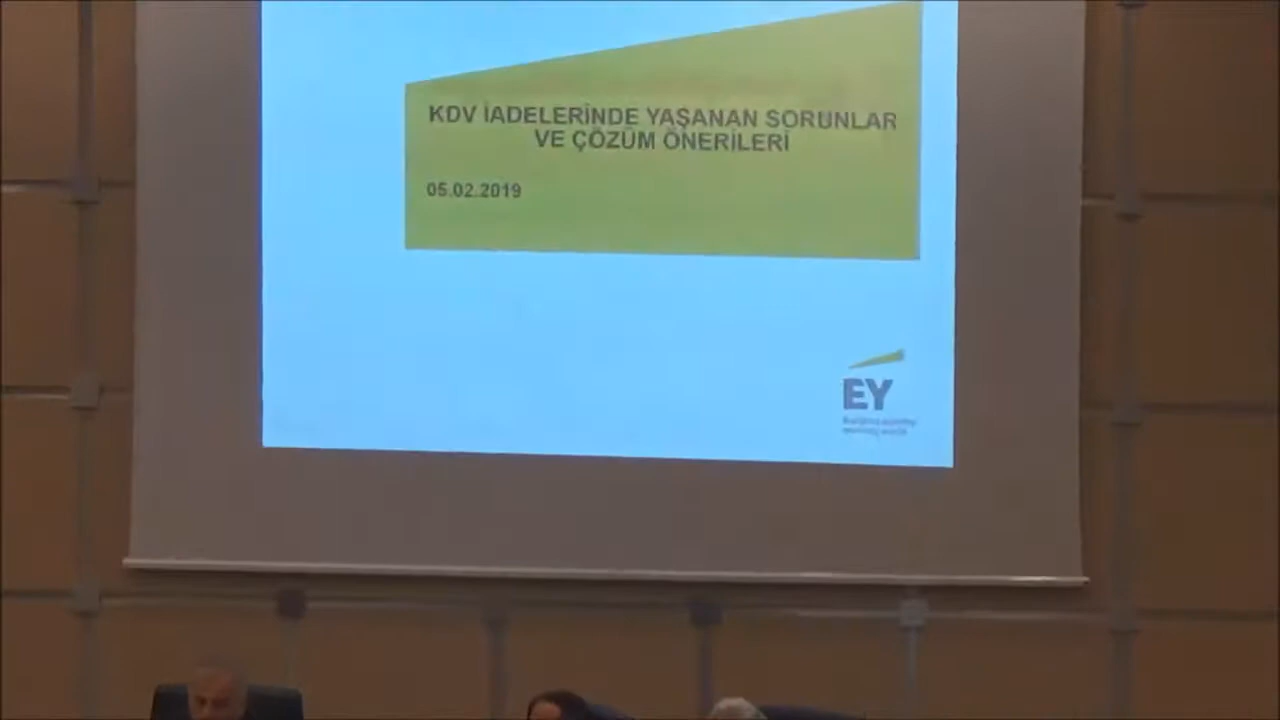 KDV İADELERİNDE YAŞANAN SORUNLAR
VE ÇÖZÜM ÖNERİLERİ
05.02.2019
EY